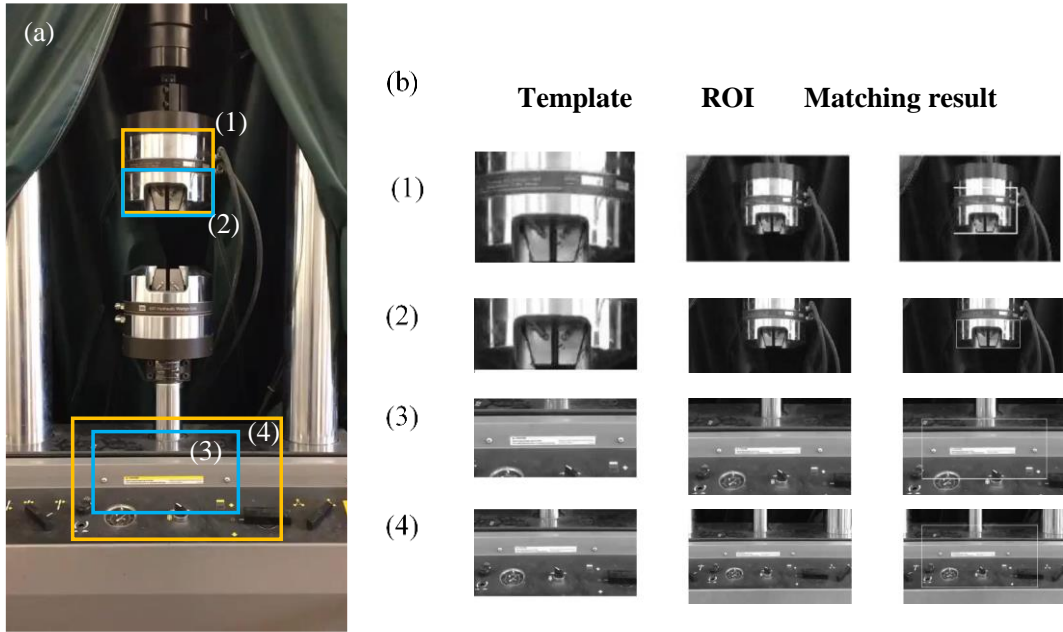 (a)
(1)
(2)
(4)
(3)
(b)
Template ROI Matching result
(1)
(2)
(3)
(4)